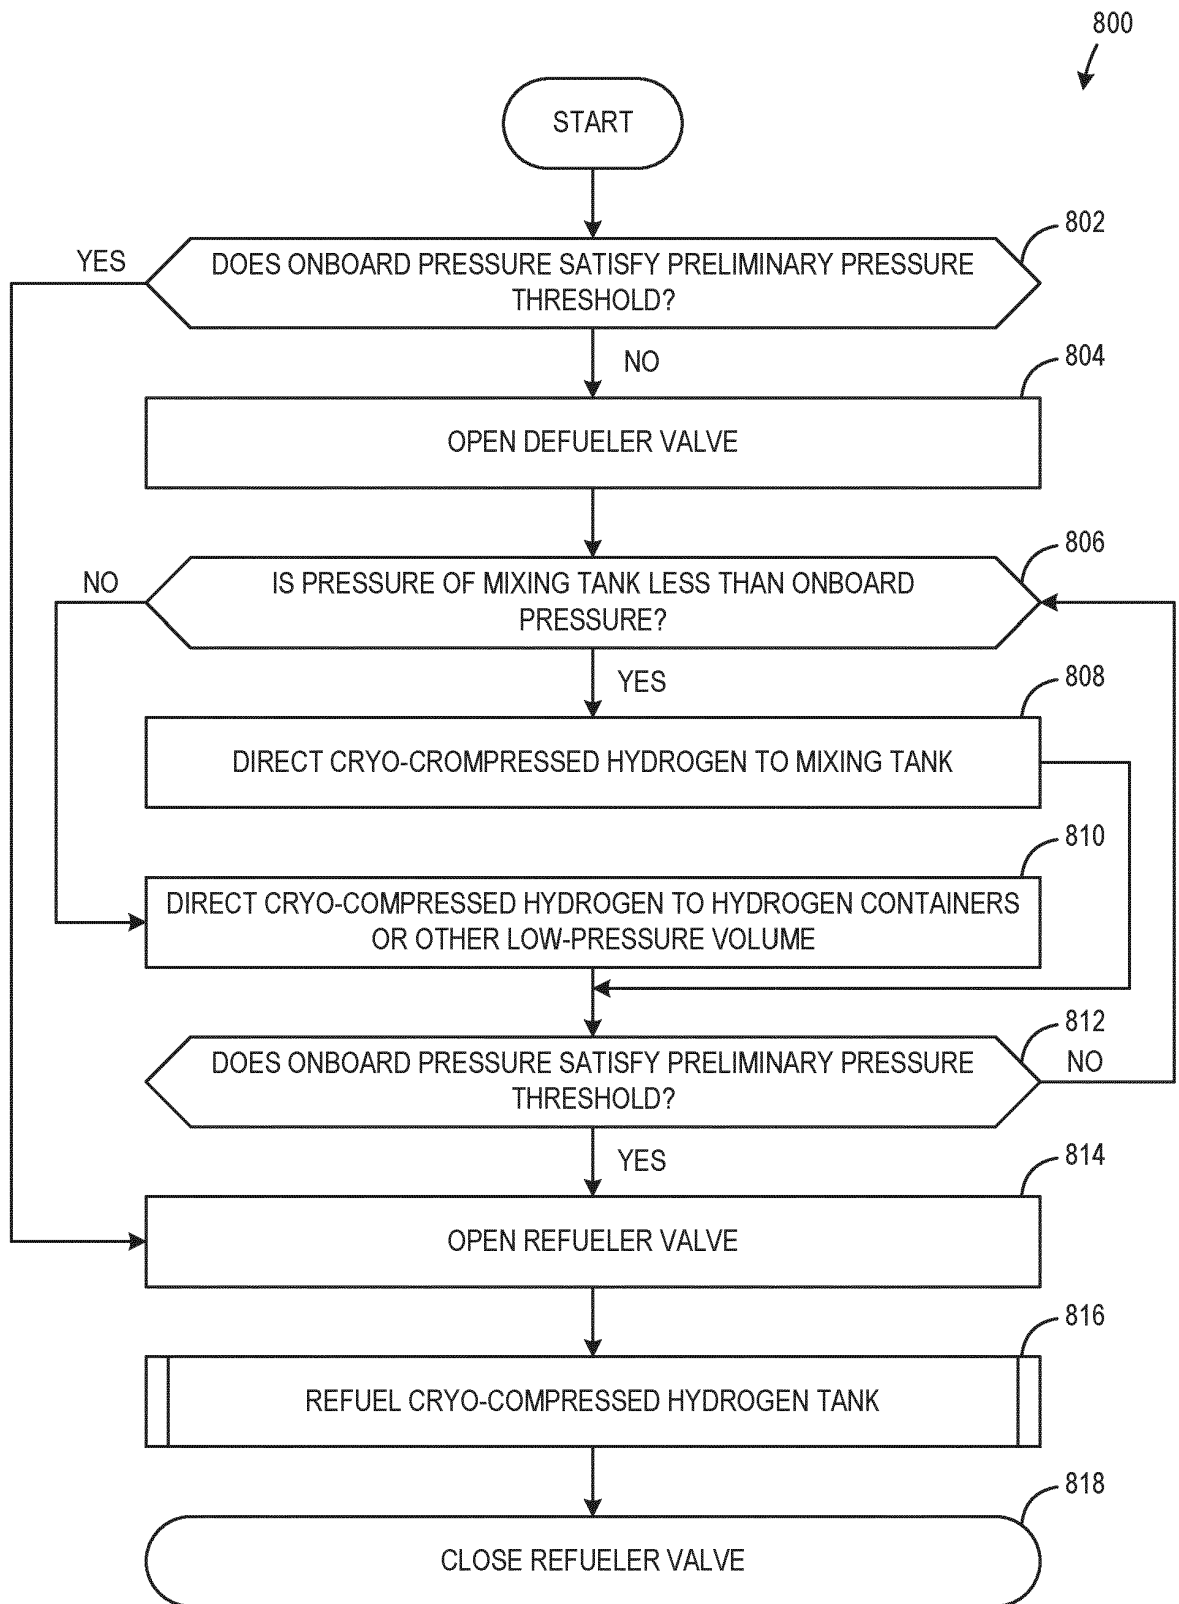 800
START
802
YES
DOES ONBOARD PRESSURE SATISFY PRELIMINARY PRESSURE
THRESHOLD?
NO
804
OPEN DEFUELER VALVE
806
NO
IS PRESSURE OF MIXING TANK LESS THAN ONBOARD
PRESSURE?
YES
808
DIRECT CRYO-CROMPRESSED HYDROGEN TO MIXING TANK
810
DIRECT CRYO-COMPRESSED HYDROGEN TO HYDROGEN CONTAINERS
OR OTHER LOW-PRESSURE VOLUME
812
DOES ONBOARD PRESSURE SATISFY PRELIMINARY PRESSURE
THRESHOLD?
NO
YES
814
OPEN REFUELER VALVE
816
REFUEL CRYO-COMPRESSED HYDROGEN TANK
818
CLOSE REFUELER VALVE